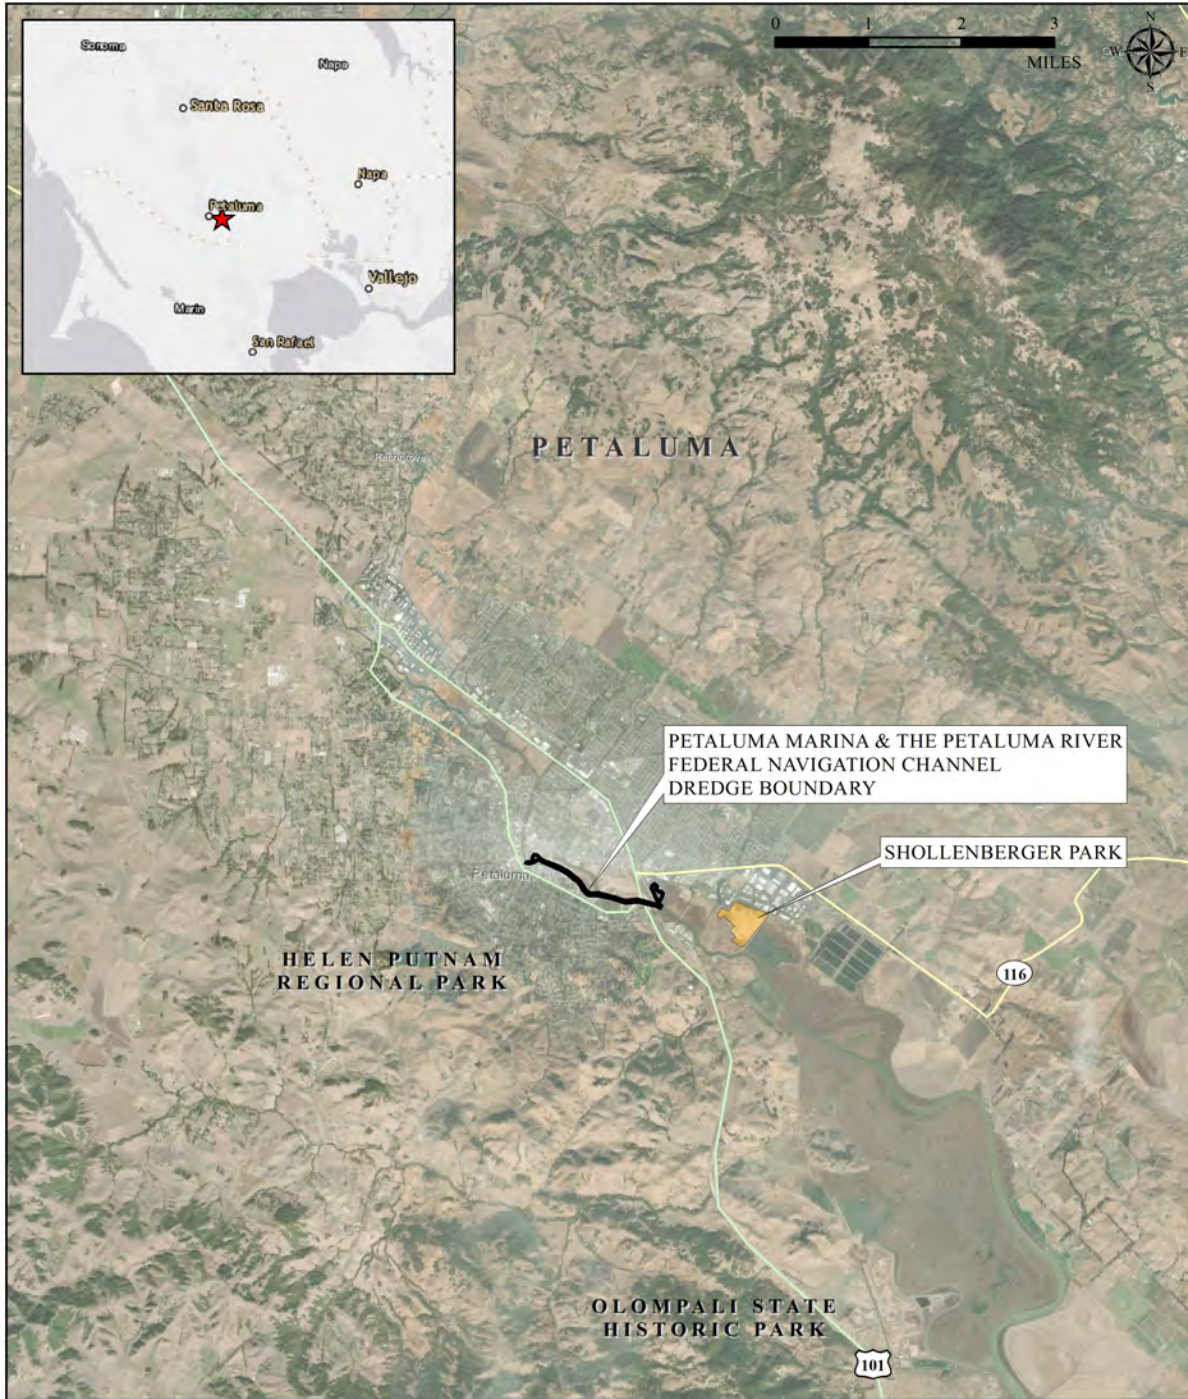 Sonoma
Napa
Santa Rosa
Napa
Petaluma
Vallejo
Marin
San Rafael
0 1 2 3
MILES
N
W E
S
PETALUMA
Penngrove
PETALUMA MARINA & THE PETALUMA RIVER
FEDERAL NAVIGATION CHANNEL
DREDGE BOUNDARY
SHOLLENBERGER PARK
Petaluma
HELEN PUTNAM
REGIONAL PARK
116
OLOMPALI STATE
HISTORIC PARK
101